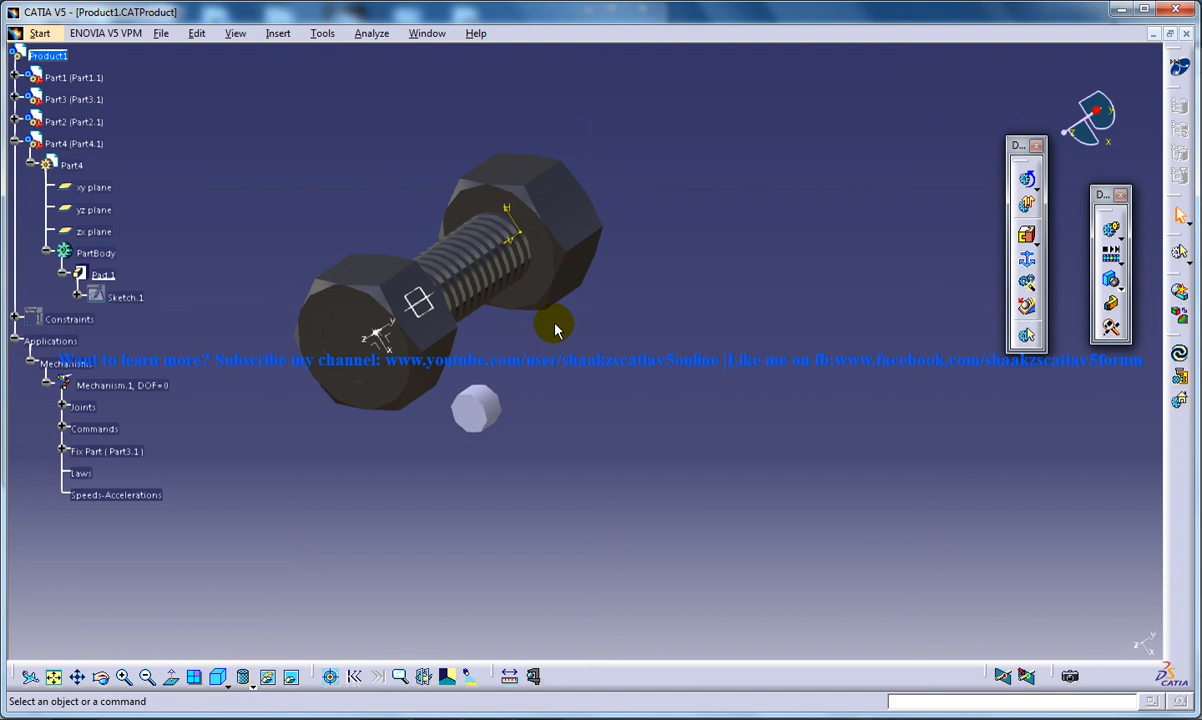 CATIA V5 - [Product1.CATProduct]
Start ENOVIA V5 VPM File Edit View Insert Tools Analyze Window Help
Product1
Part1 (Part1.1)
Part3 (Part3.1)
Part2 (Part2.1)
Part4 (Part4.1)
Part4
xy plane
yz plane
zx plane
PartBody
Pad.1
Sketch.1
Constraints
Applications
Want to learn more? Subscribe my channel: www.youtube.com/user/shaakzscatiav5online |Like me on fb:www.facebook.com/shaakzscatiav5forum
Mechanism.1, DOF=0
Joints
Commands
Fix Part ( Part3.1 )
Laws
Speeds-Accelerations
D...
D...
H
V
z
y
x
y
z
x
z
y
x
CATIA
Select an object or a command